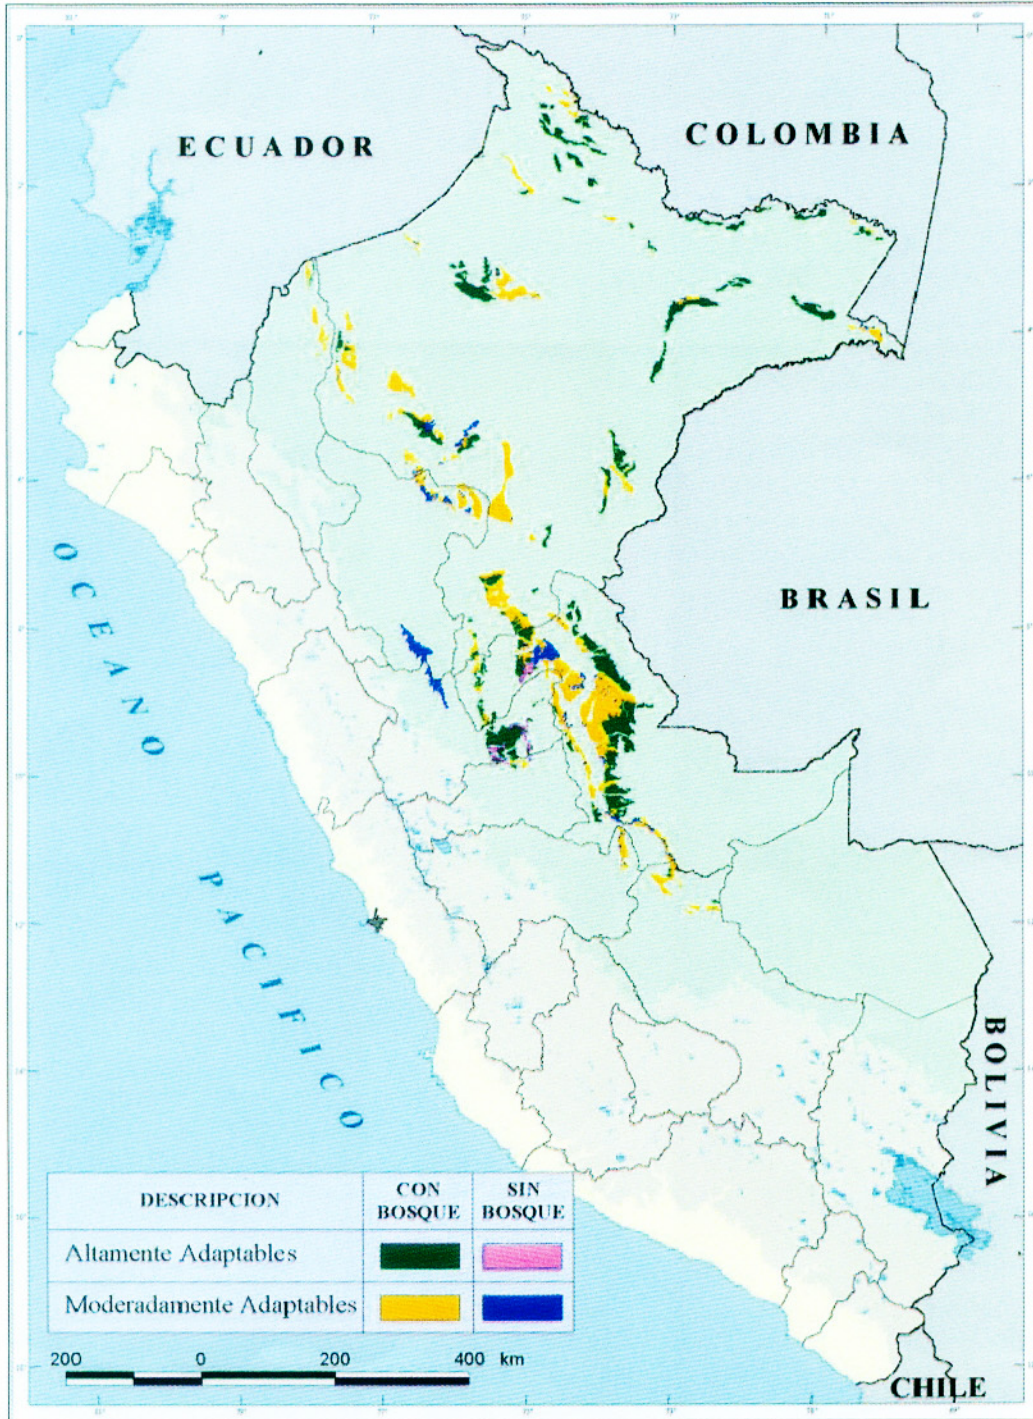 ECUADOR
COLOMBIA
BRASIL
OCEANO PACIFICO
BOLIVIA
DESCRIPCION
CON BOSQUE
SIN BOSQUE
Altamente Adaptables
Moderadamente Adaptables
200 0 200 400 km
CHILE